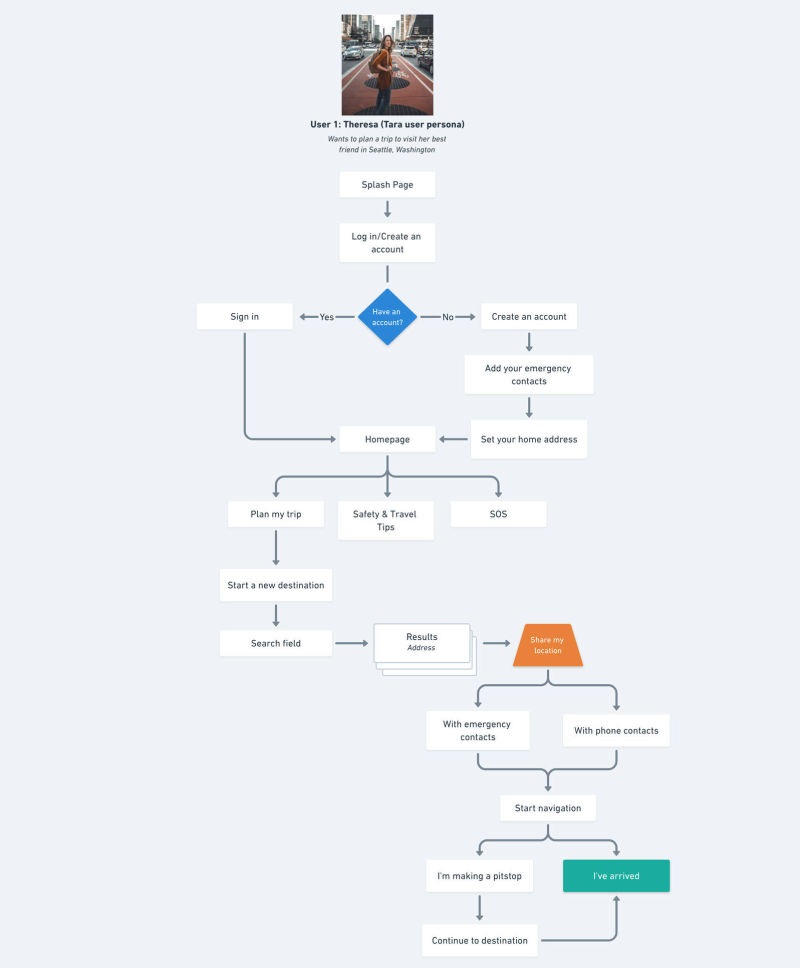 User 1: Theresa (Tara user persona)
Wants to plan a trip to visit her best
friend in Seattle, Washington
Splash Page
Log in/Create an
account
Have an
account?
Yes
No
Sign in
Create an account
Add your emergency
contacts
Homepage
Set your home address
Plan my trip
Safety & Travel
Tips
SOS
Start a new destination
Search field
Results
Address
Share my
location
With emergency
contacts
With phone contacts
Start navigation
I'm making a pitstop
I've arrived
Continue to destination